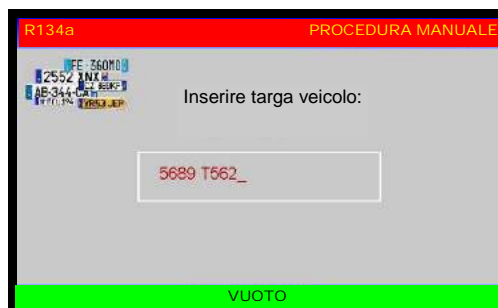 R134a PROCEDURA MANUALE
Inserire targa veicolo:
5689 T562_
VUOTO